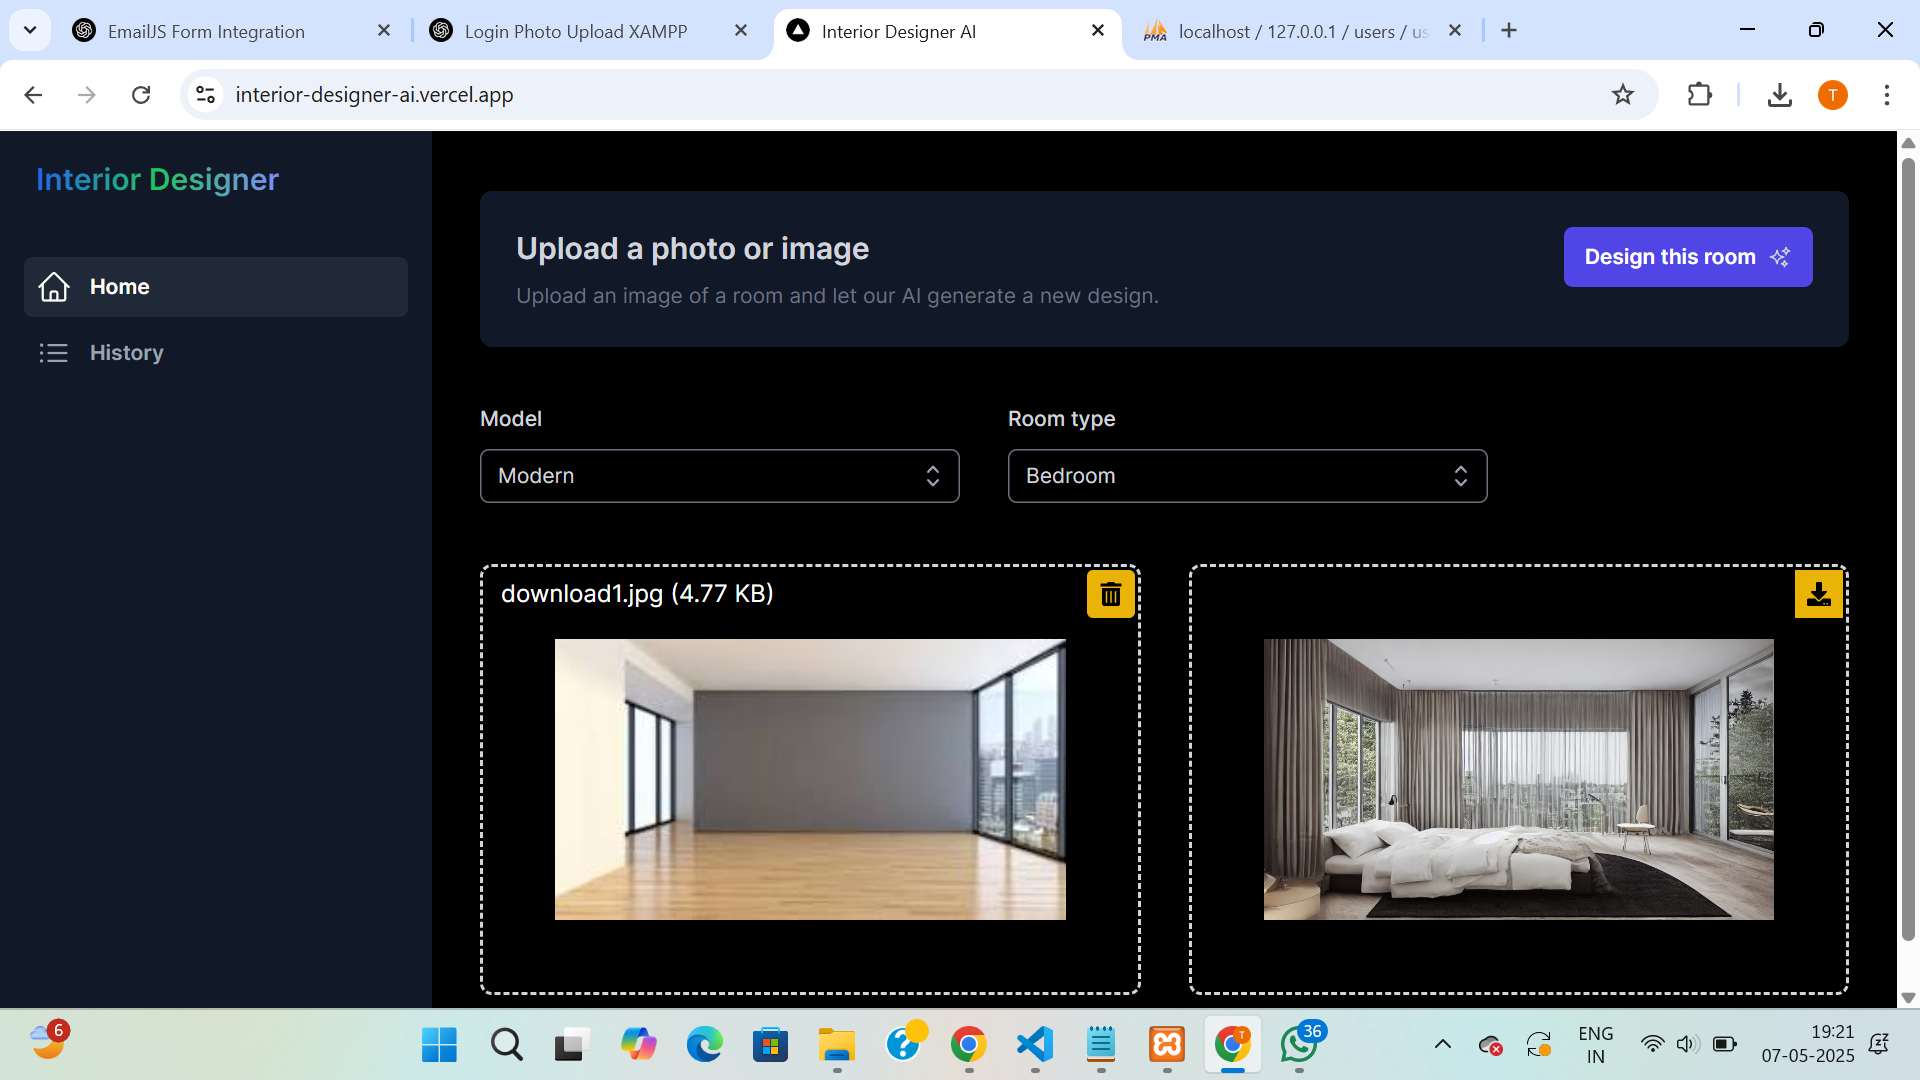 EmailJS Form Integration
Login Photo Upload XAMPP
Interior Designer AI
PMA
localhost / 127.0.0.1 / users / us
interior-designer-ai.vercel.app
T
Interior Designer
Home
History
Upload a photo or image
Upload an image of a room and let our AI generate a new design.
Design this room
Model
Modern
Room type
Bedroom
download1.jpg (4.77 KB)
6
T
36
ENG
IN
19:21
07-05-2025